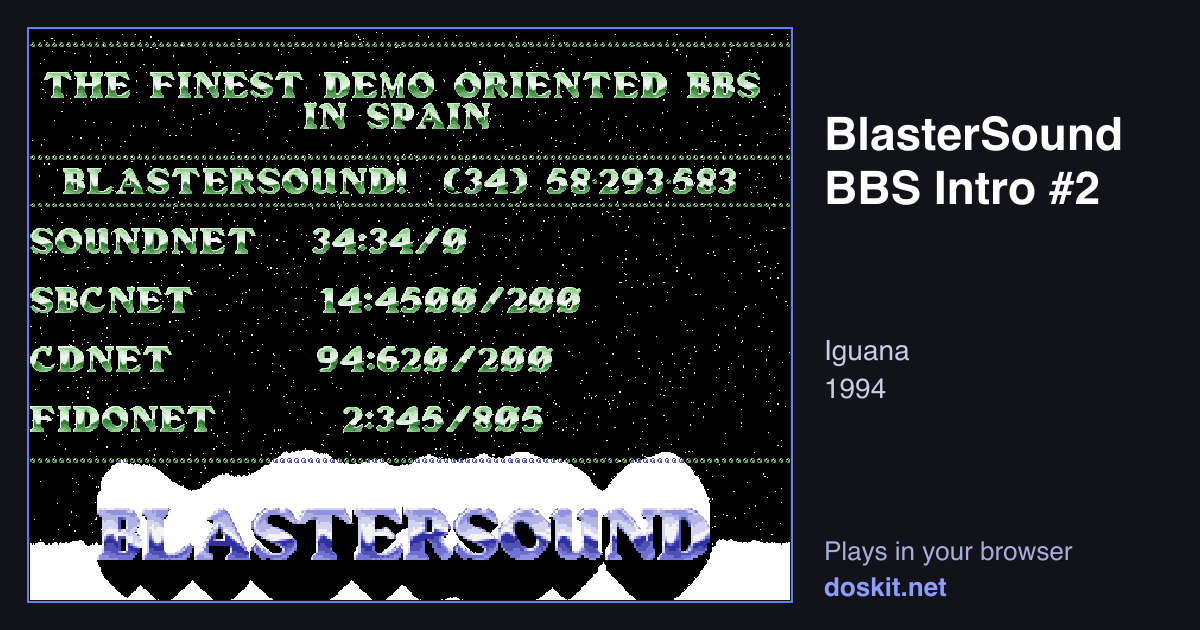 THE FINEST DEMO ORIENTED BBS
IN SPAIN
BLASTERSOUND! (34) 58-293-583
SOUNDNET 34:34/0
SBCNET 14:4500/200
CDNET 94:620/200
FIDONET 2:345/805
BLASTERSOUND
BlasterSound
BBS Intro #2
Iguana
1994
Plays in your browser
doskit.net